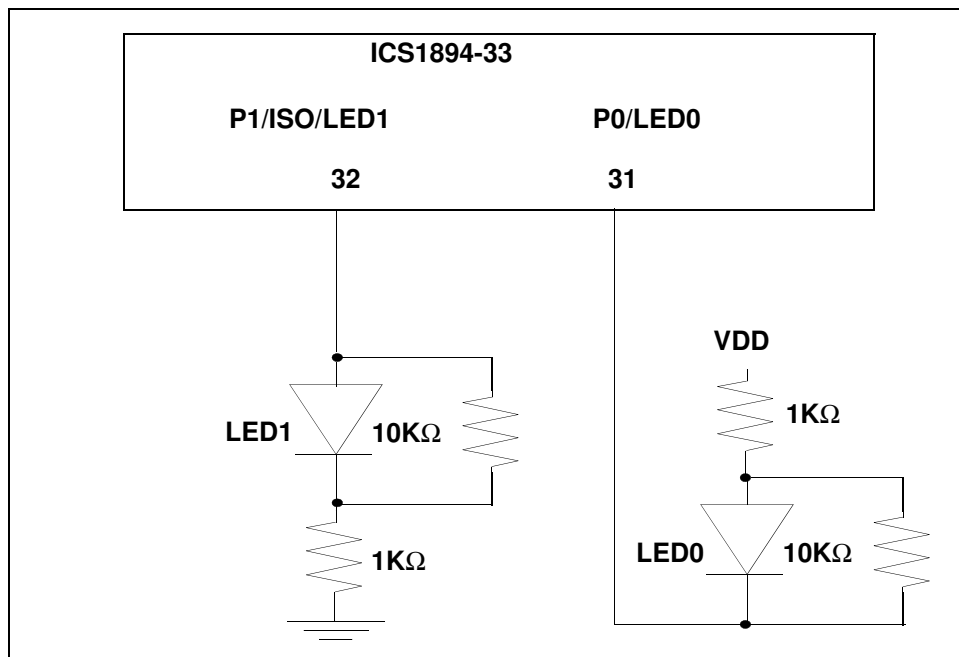 ICS1894-33
P1/ISO/LED1 P0/LED0
32 31
VDD
1KΩ
LED1 10KΩ
LED0 10KΩ
1KΩ